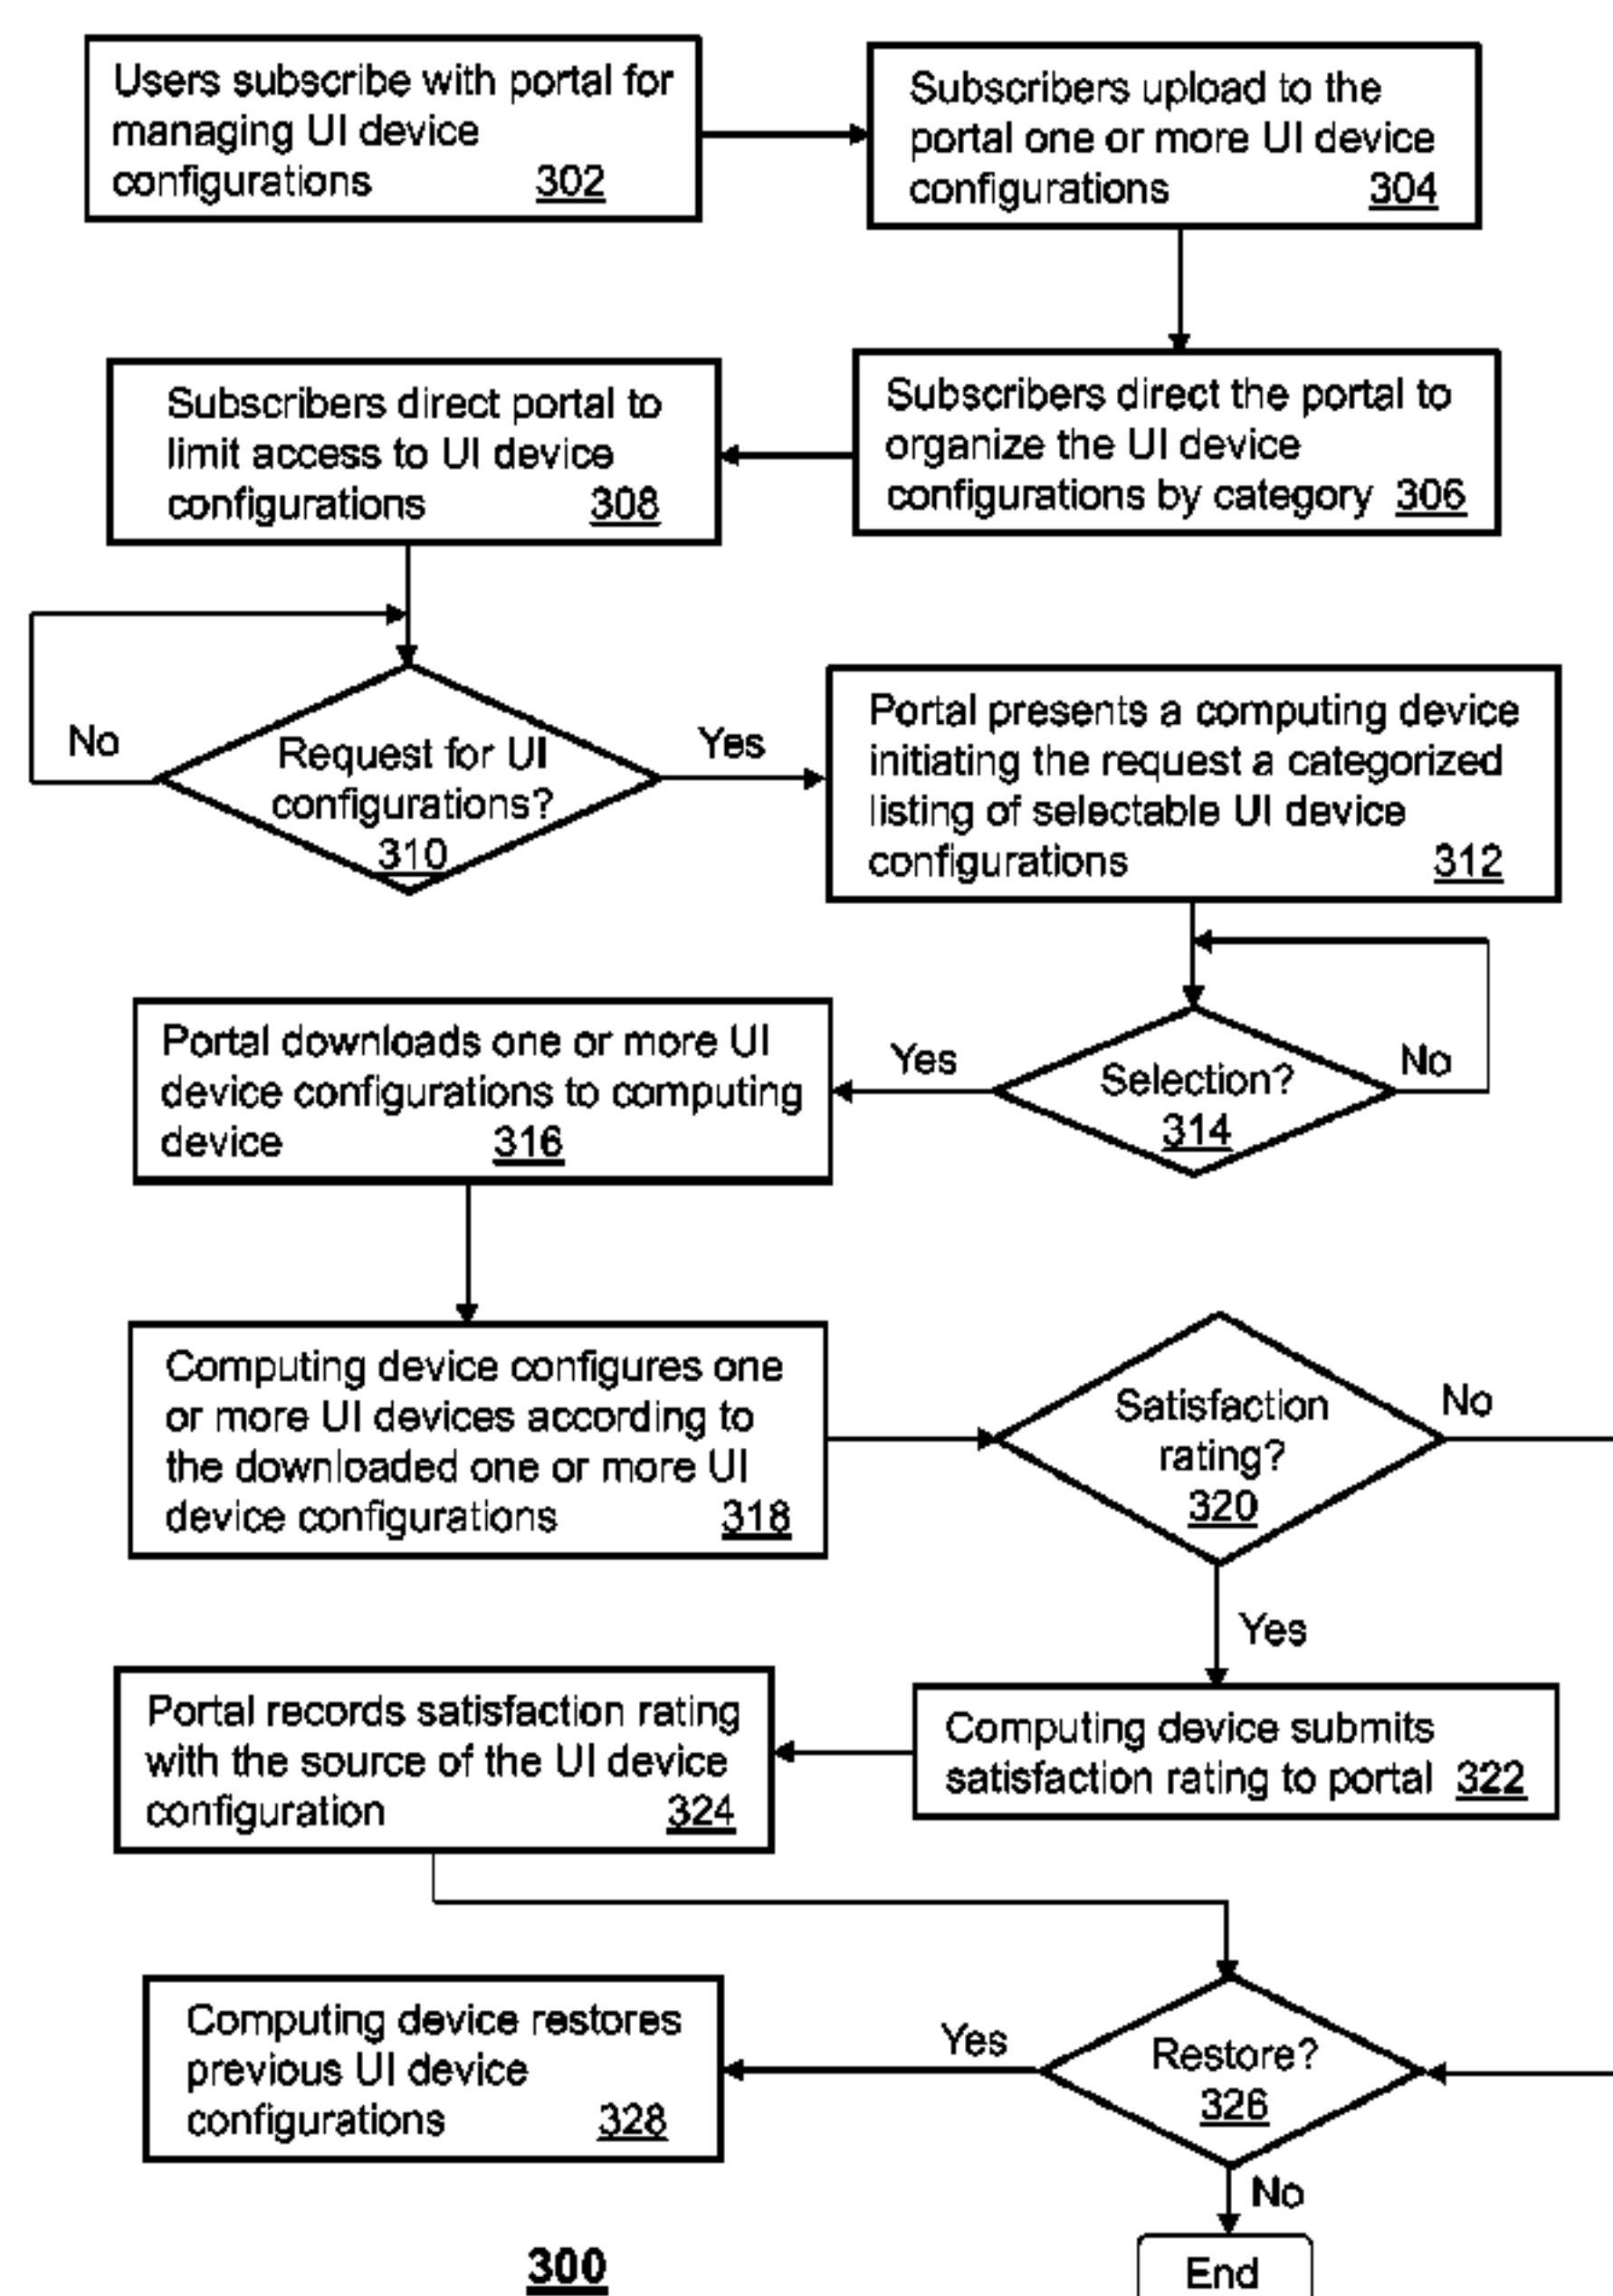 Users subscribe with portal for
managing UI device
configurations 302
Subscribers upload to the
portal one or more UI device
configurations 304
Subscribers direct the portal to
organize the UI device
configurations by category 306
Subscribers direct portal to
limit access to UI device
configurations 308
No
Request for UI
configurations?
310
Yes
Portal presents a computing device
initiating the request a categorized
listing of selectable UI device
configurations 312
Selection?
314
No
Yes
Portal downloads one or more UI
device configurations to computing
device 316
Computing device configures one
or more UI devices according to
the downloaded one or more UI
device configurations 318
Satisfaction
rating?
320
No
Yes
Computing device submits
satisfaction rating to portal 322
Portal records satisfaction rating
with the source of the UI device
configuration 324
Restore?
326
Yes
Computing device restores
previous UI device
configurations 328
No
End
300